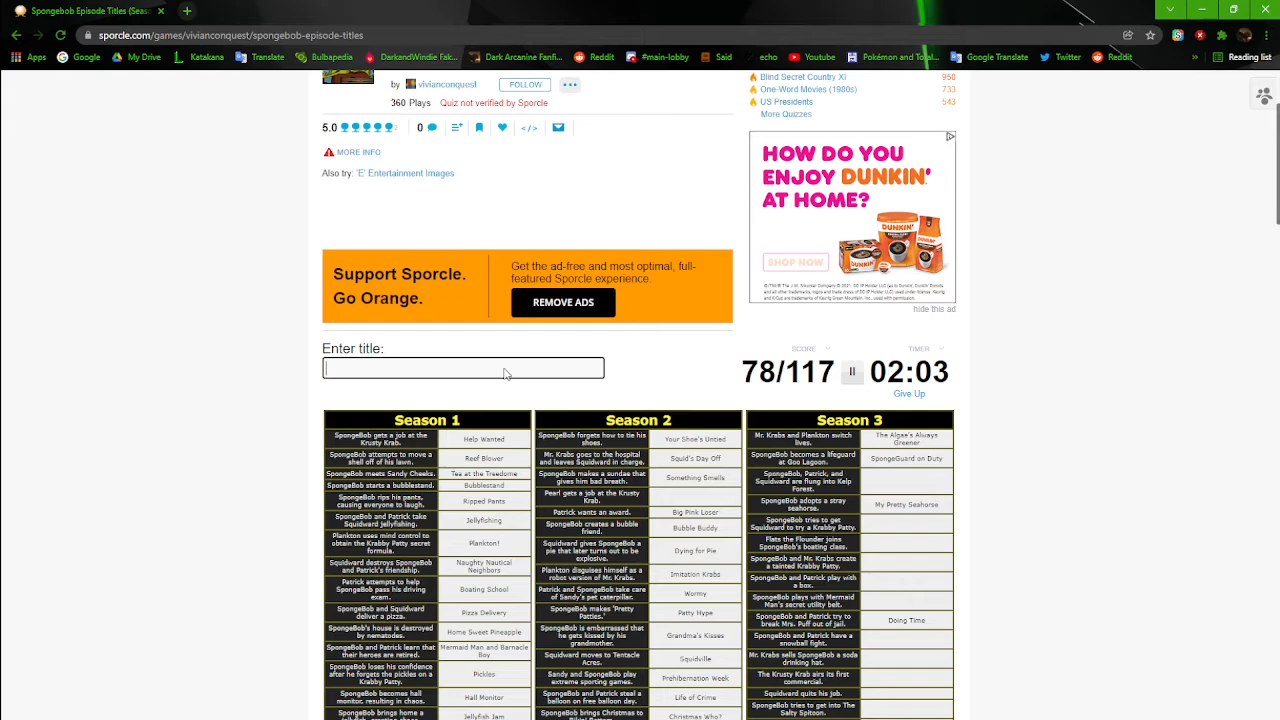 Spongebob Episode Titles (Seas
sporcle.com/games/vivianconquest/spengebob-episode-titles
Apps
Google
My Drive
Katakana
Pokébip
DarkandWindia
Dark Arcanine Fanfi...
Reddit
#main-lobby
Said
echo
Youtube
Pokémon Français
Google Translate
Twitter
Reddit
»
Reading list
by vivianconquest FOLLOW
360 Plays Quiz not verified by Sporcle
5.0 0
MORE INFO
Also try: 'E' Entertainment Images
Blind Secret Country XI 958
One-Word Movies (1980s) 733
US Presidents 543
More Quizzes
HOW DO YOU
ENJOY DUNKIN'
AT HOME?
SHOP NOW
hide this ad
Support Sporcle.
Go Orange.
Get the ad-free and most optimal, full-
featured Sporcle experience.
REMOVE ADS
Enter title:
SCORE TIMER
78/117 02:03
Give Up
Season 1
SpongeBob gets a job at the Krusty Krab. Help Wanted
SpongeBob attempts to move a shell off of his lawn. Reef Blower
SpongeBob meets Sandy Cheeks. Tea at the Treedome
SpongeBob starts a bubblestand. Bubblestand
SpongeBob rips his pants, causing everyone to laugh. Ripped Pants
SpongeBob and Patrick take Squidward jellyfishing. Jellyfishing
Plankton uses mind control to obtain the Krabby Patty secret formula. Plankton!
Squidward destroys SpongeBob and Patrick's friendship. Naughty Nautical Neighbors
Patrick attempts to help SpongeBob pass his driving exam. Boating School
SpongeBob and Squidward deliver a pizza. Pizza Delivery
SpongeBob's house is destroyed by nematodes. Home Sweet Pineapple
SpongeBob and Patrick learn that their heroes are retired. Mermaid Man and Barnacle Boy
SpongeBob loses his confidence after he forgets the pickles on a Krabby Patty. Pickles
SpongeBob becomes hall monitor, resulting in chaos. Hall Monitor
SpongeBob brings home a jellyfish, creating chaos. Jellyfish Jam
Season 2
SpongeBob forgets how to tie his shoes. Your Shoe's Untied
Mr. Krabs goes to the hospital and leaves Squidward in charge. Squid's Day Off
SpongeBob makes a sundae that gives him bad breath. Something Smells
Pearl gets a job at the Krusty Krab.
Patrick wants an award. Big Pink Loser
SpongeBob creates a bubble friend. Bubble Buddy
Squidward gives SpongeBob a pie that later turns out to be explosive. Dying for Pie
Plankton disguises himself as a robot version of Mr. Krabs. Imitation Krabs
Patrick and SpongeBob take care of Sandy's pet caterpillar. Wormy
SpongeBob makes 'Pretty Patties.' Patty Hype
SpongeBob is embarrassed that he gets kissed by his grandmother. Grandma's Kisses
Squidward moves to Tentacle Acres. Squidville
Sandy and SpongeBob play extreme sporting games. Prehibernation Week
SpongeBob and Patrick steal a balloon on free balloon day. Life of Crime
SpongeBob brings Christmas to Bikini Bottom. Christmas Who?
Season 3
Mr. Krabs and Plankton switch lives. The Algae's Always Greener
SpongeBob becomes a lifeguard at Goo Lagoon. SpongeGuard on Duty
SpongeBob, Patrick, and Squidward are flung into Kelp Forest.
SpongeBob adopts a stray seahorse. My Pretty Seahorse
SpongeBob tries to get Squidward to try a Krabby Patty.
Flats the Flounder joins SpongeBob's boating class.
SpongeBob and Mr. Krabs create a tainted Krabby Patty.
SpongeBob and Patrick play with a box.
SpongeBob plays with Mermaid Man's secret utility belt.
SpongeBob and Patrick try to break Mrs. Puff out of jail. Doing Time
SpongeBob and Patrick have a snowball fight.
Mr. Krabs sells SpongeBob a soda drinking hat.
The Krusty Krab airs its first commercial.
Squidward quits his job.
SpongeBob tries to get into The Salty Spitoon.